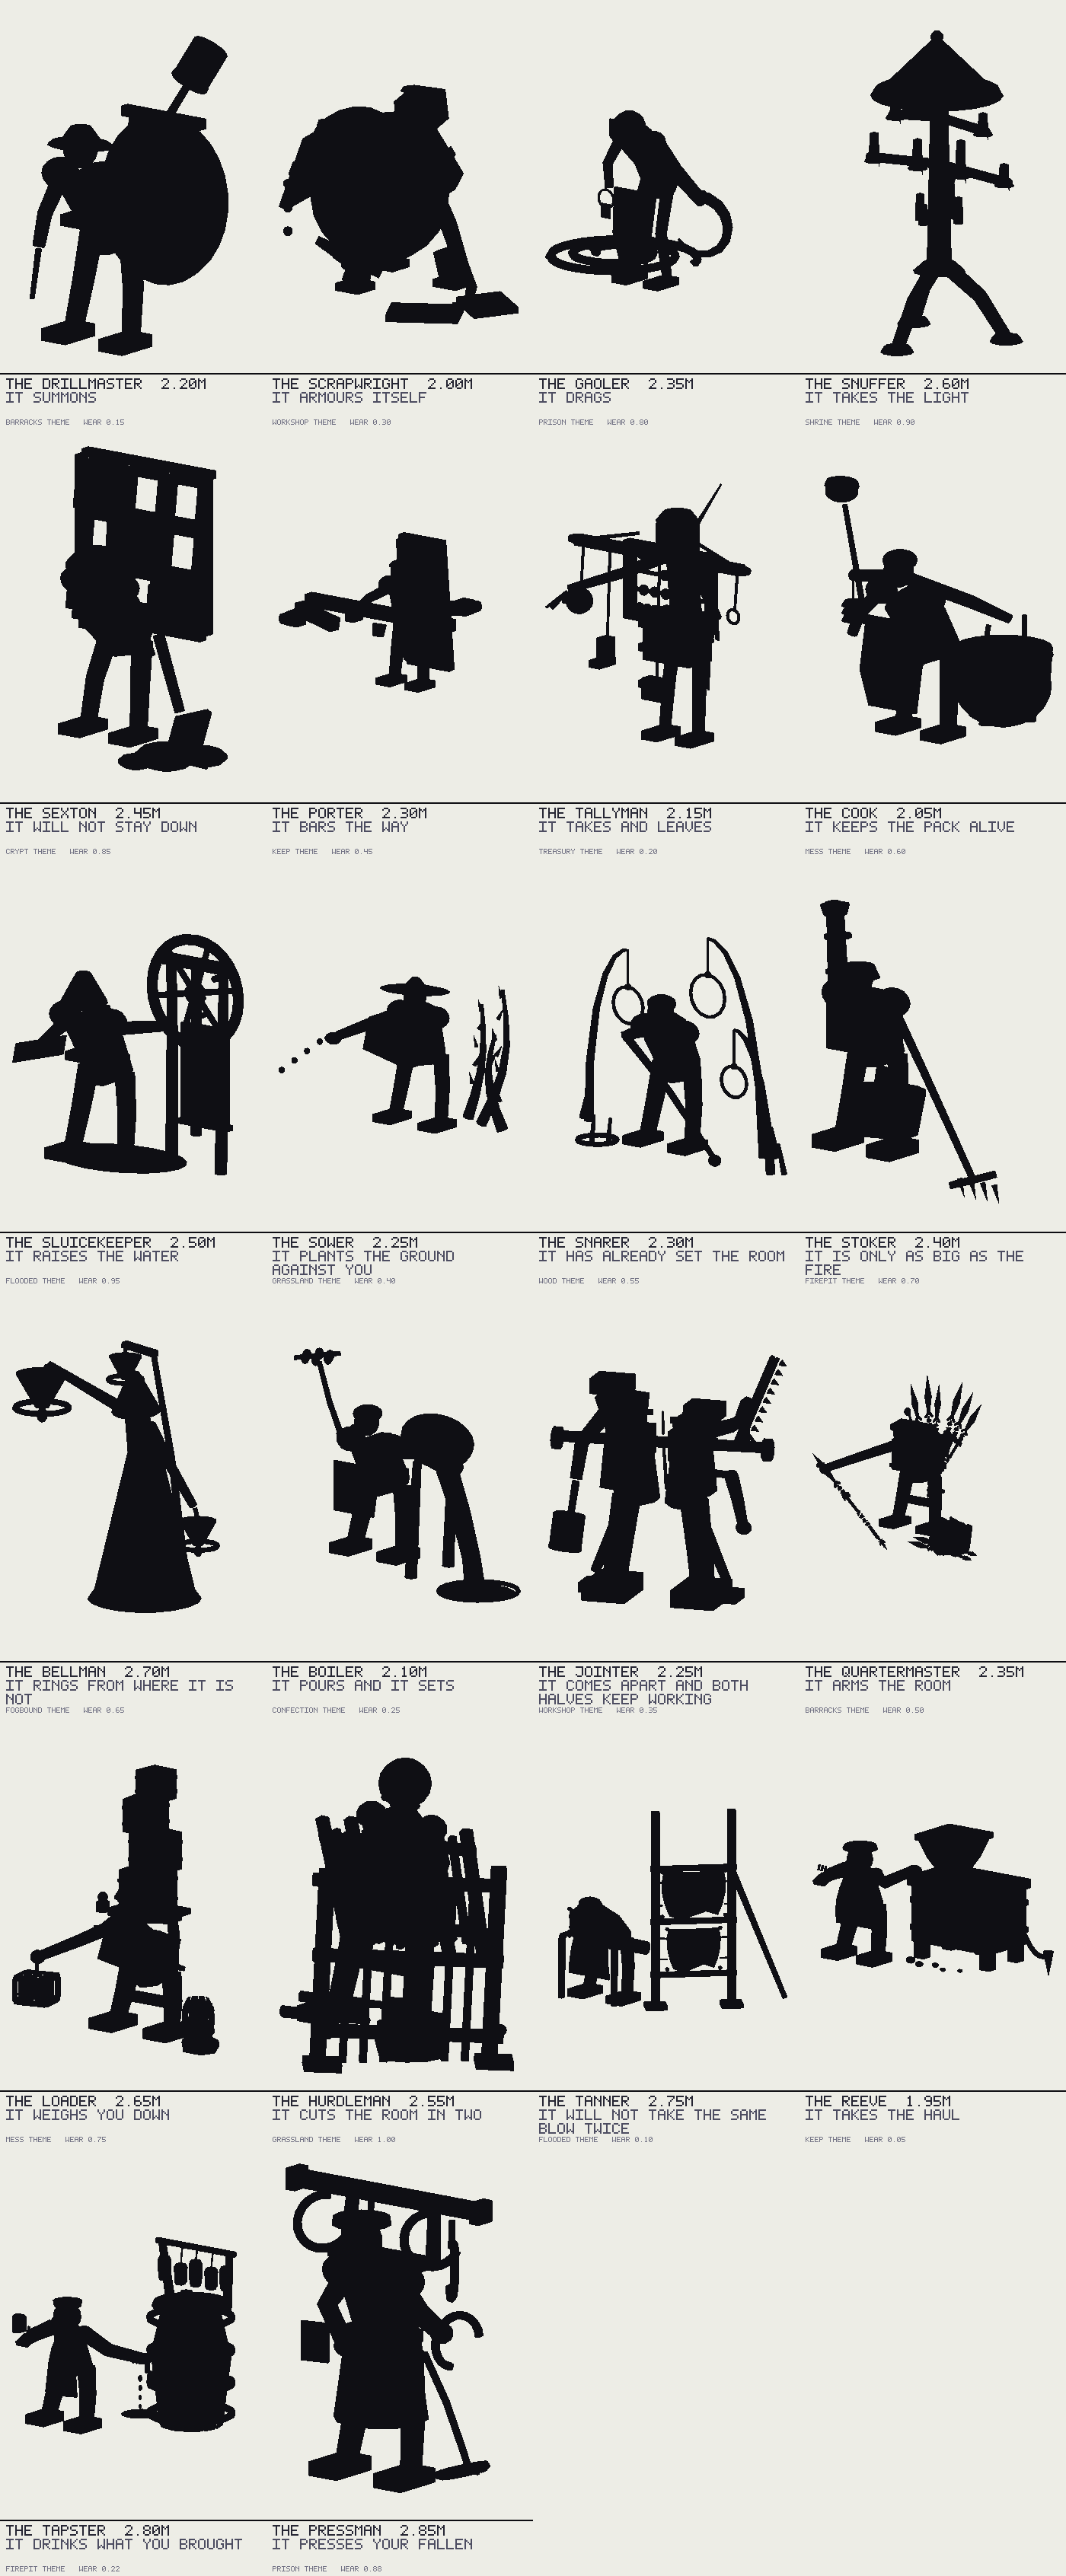 THE DRILLMASTER 2.20M
IT SUMMONS
BARRACKS THEME WEAR 0.15
THE SCRAPWRIGHT 2.00M
IT ARMOURS ITSELF
WORKSHOP THEME WEAR 0.30
THE GAOLER 2.35M
IT DRAGS
PRISON THEME WEAR 0.80
THE SNUFFER 2.60M
IT TAKES THE LIGHT
SHRINE THEME WEAR 0.90
THE SEXTON 2.45M
IT WILL NOT STAY DOWN
CRYPT THEME WEAR 0.85
THE PORTER 2.30M
IT BARS THE WAY
KEEP THEME WEAR 0.45
THE TALLYMAN 2.15M
IT TAKES AND LEAVES
TREASURY THEME WEAR 0.20
THE COOK 2.05M
IT KEEPS THE PACK ALIVE
MESS THEME WEAR 0.60
THE SLUICEKEEPER 2.50M
IT RAISES THE WATER
FLOODED THEME WEAR 0.95
THE SOWER 2.25M
IT PLANTS THE GROUND
AGAINST YOU
GRASSLAND THEME WEAR 0.40
THE SNARER 2.30M
IT HAS ALREADY SET THE ROOM
WOOD THEME WEAR 0.55
THE STOKER 2.40M
IT IS ONLY AS BIG AS THE
FIRE
FIREPIT THEME WEAR 0.70
THE BELLMAN 2.70M
IT RINGS FROM WHERE IT IS
NOT
FOGBOUND THEME WEAR 0.65
THE BOILER 2.10M
IT POURS AND IT SETS
CONFECTION THEME WEAR 0.25
THE JOINTER 2.25M
IT COMES APART AND BOTH
HALVES KEEP WORKING
WORKSHOP THEME WEAR 0.35
THE QUARTERMASTER 2.35M
IT ARMS THE ROOM
BARRACKS THEME WEAR 0.50
THE LOADER 2.65M
IT WEIGHS YOU DOWN
MESS THEME WEAR 0.75
THE HURDLEMAN 2.55M
IT CUTS THE ROOM IN TWO
GRASSLAND THEME WEAR 1.00
THE TANNER 2.75M
IT WILL NOT TAKE THE SAME
BLOW TWICE
FLOODED THEME WEAR 0.10
THE REEVE 1.95M
IT TAKES THE HAUL
KEEP THEME WEAR 0.05
THE TAPSTER 2.80M
IT DRINKS WHAT YOU BROUGHT
FIREPIT THEME WEAR 0.22
THE PRESSMAN 2.85M
IT PRESSES YOUR FALLEN
PRISON THEME WEAR 0.88